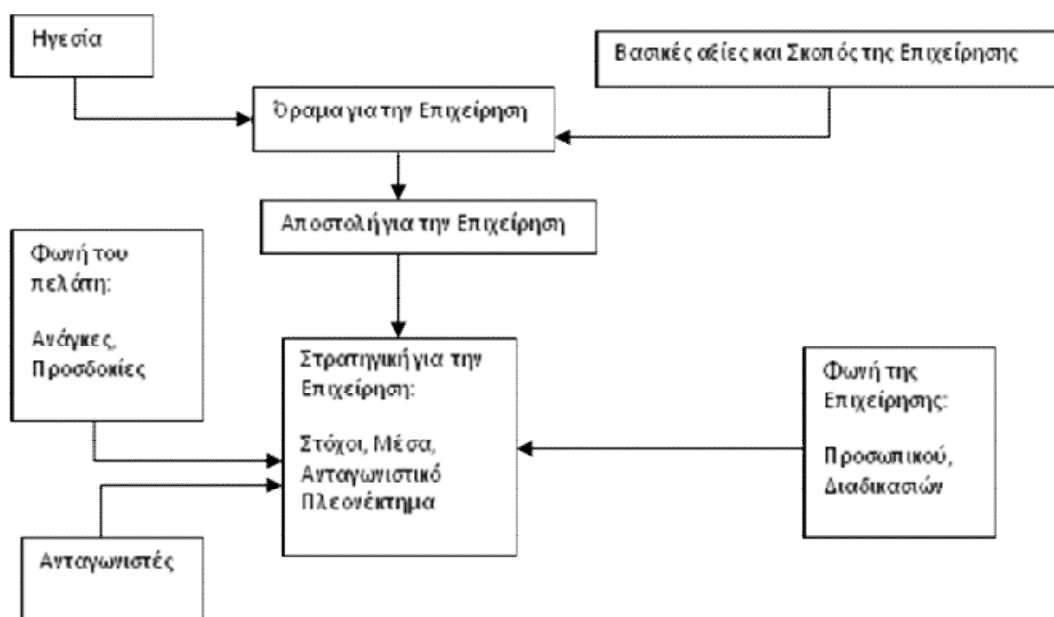 Ηγεσία
Βασικές αξίες και Σκοπός της Επιχείρησης
Όραμα για την Επιχείρηση
Αποστολή για την Επιχείρηση
Φωνή του
πελάτη:
Ανάγκες,
Προσδοκίες
Στρατηγική για την
Επιχείρηση:
Στόχοι, Μέσα,
Ανταγωνιστικό
Πλεονέκτημα
Φωνή της
Επιχείρησης:
Προσωπικού,
Διαδικασιών
Ανταγωνιστές